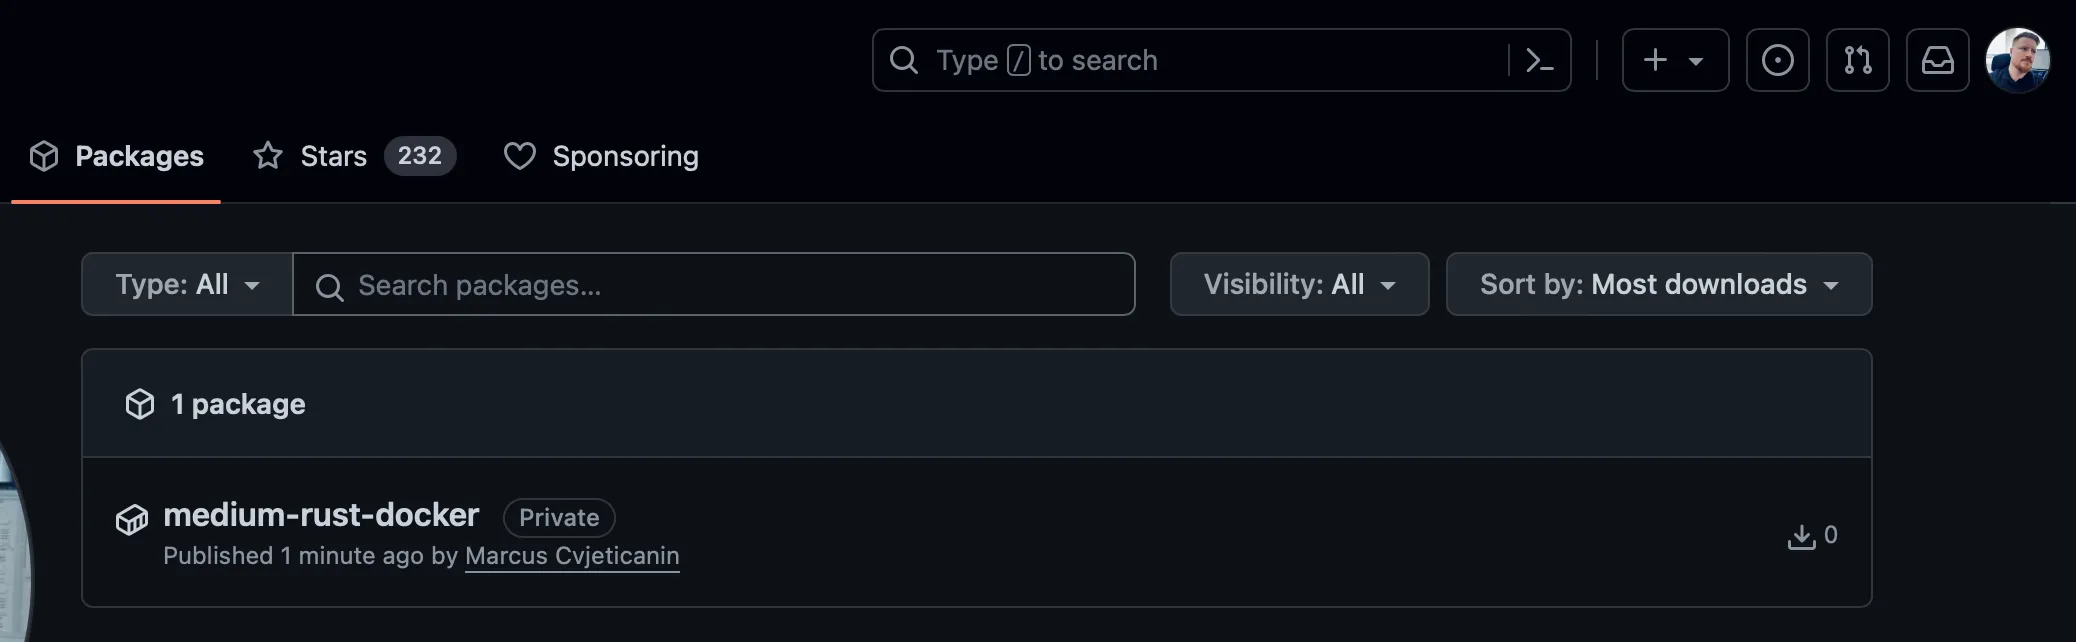 Type / to search
Packages Stars 232 Sponsoring
Type: All Search packages... Visibility: All Sort by: Most downloads
1 package
medium-rust-docker Private
Published 1 minute ago by Marcus Cvjeticanin 0